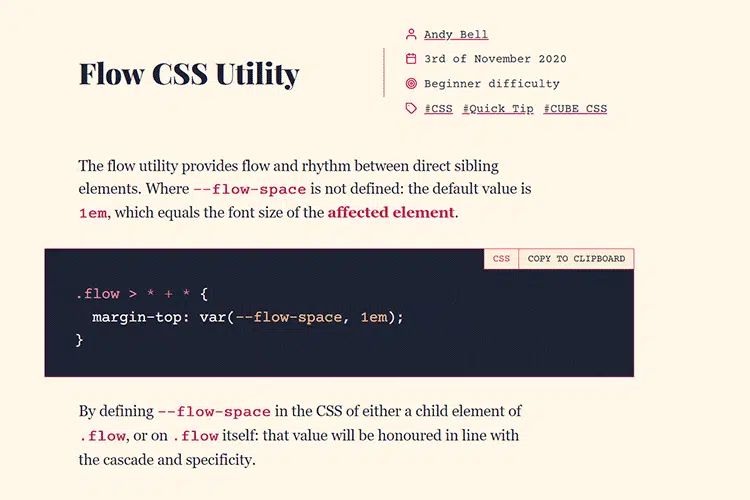 Flow CSS Utility
Andy Bell
3rd of November 2020
Beginner difficulty
#CSS #Quick Tip #CUBE CSS
The flow utility provides flow and rhythm between direct sibling
elements. Where --flow-space is not defined: the default value is
1em, which equals the font size of the affected element.
CSS COPY TO CLIPBOARD
.flow > * + * {
  margin-top: var(--flow-space, 1em);
}
By defining --flow-space in the CSS of either a child element of
.flow, or on .flow itself: that value will be honoured in line with
the cascade and specificity.